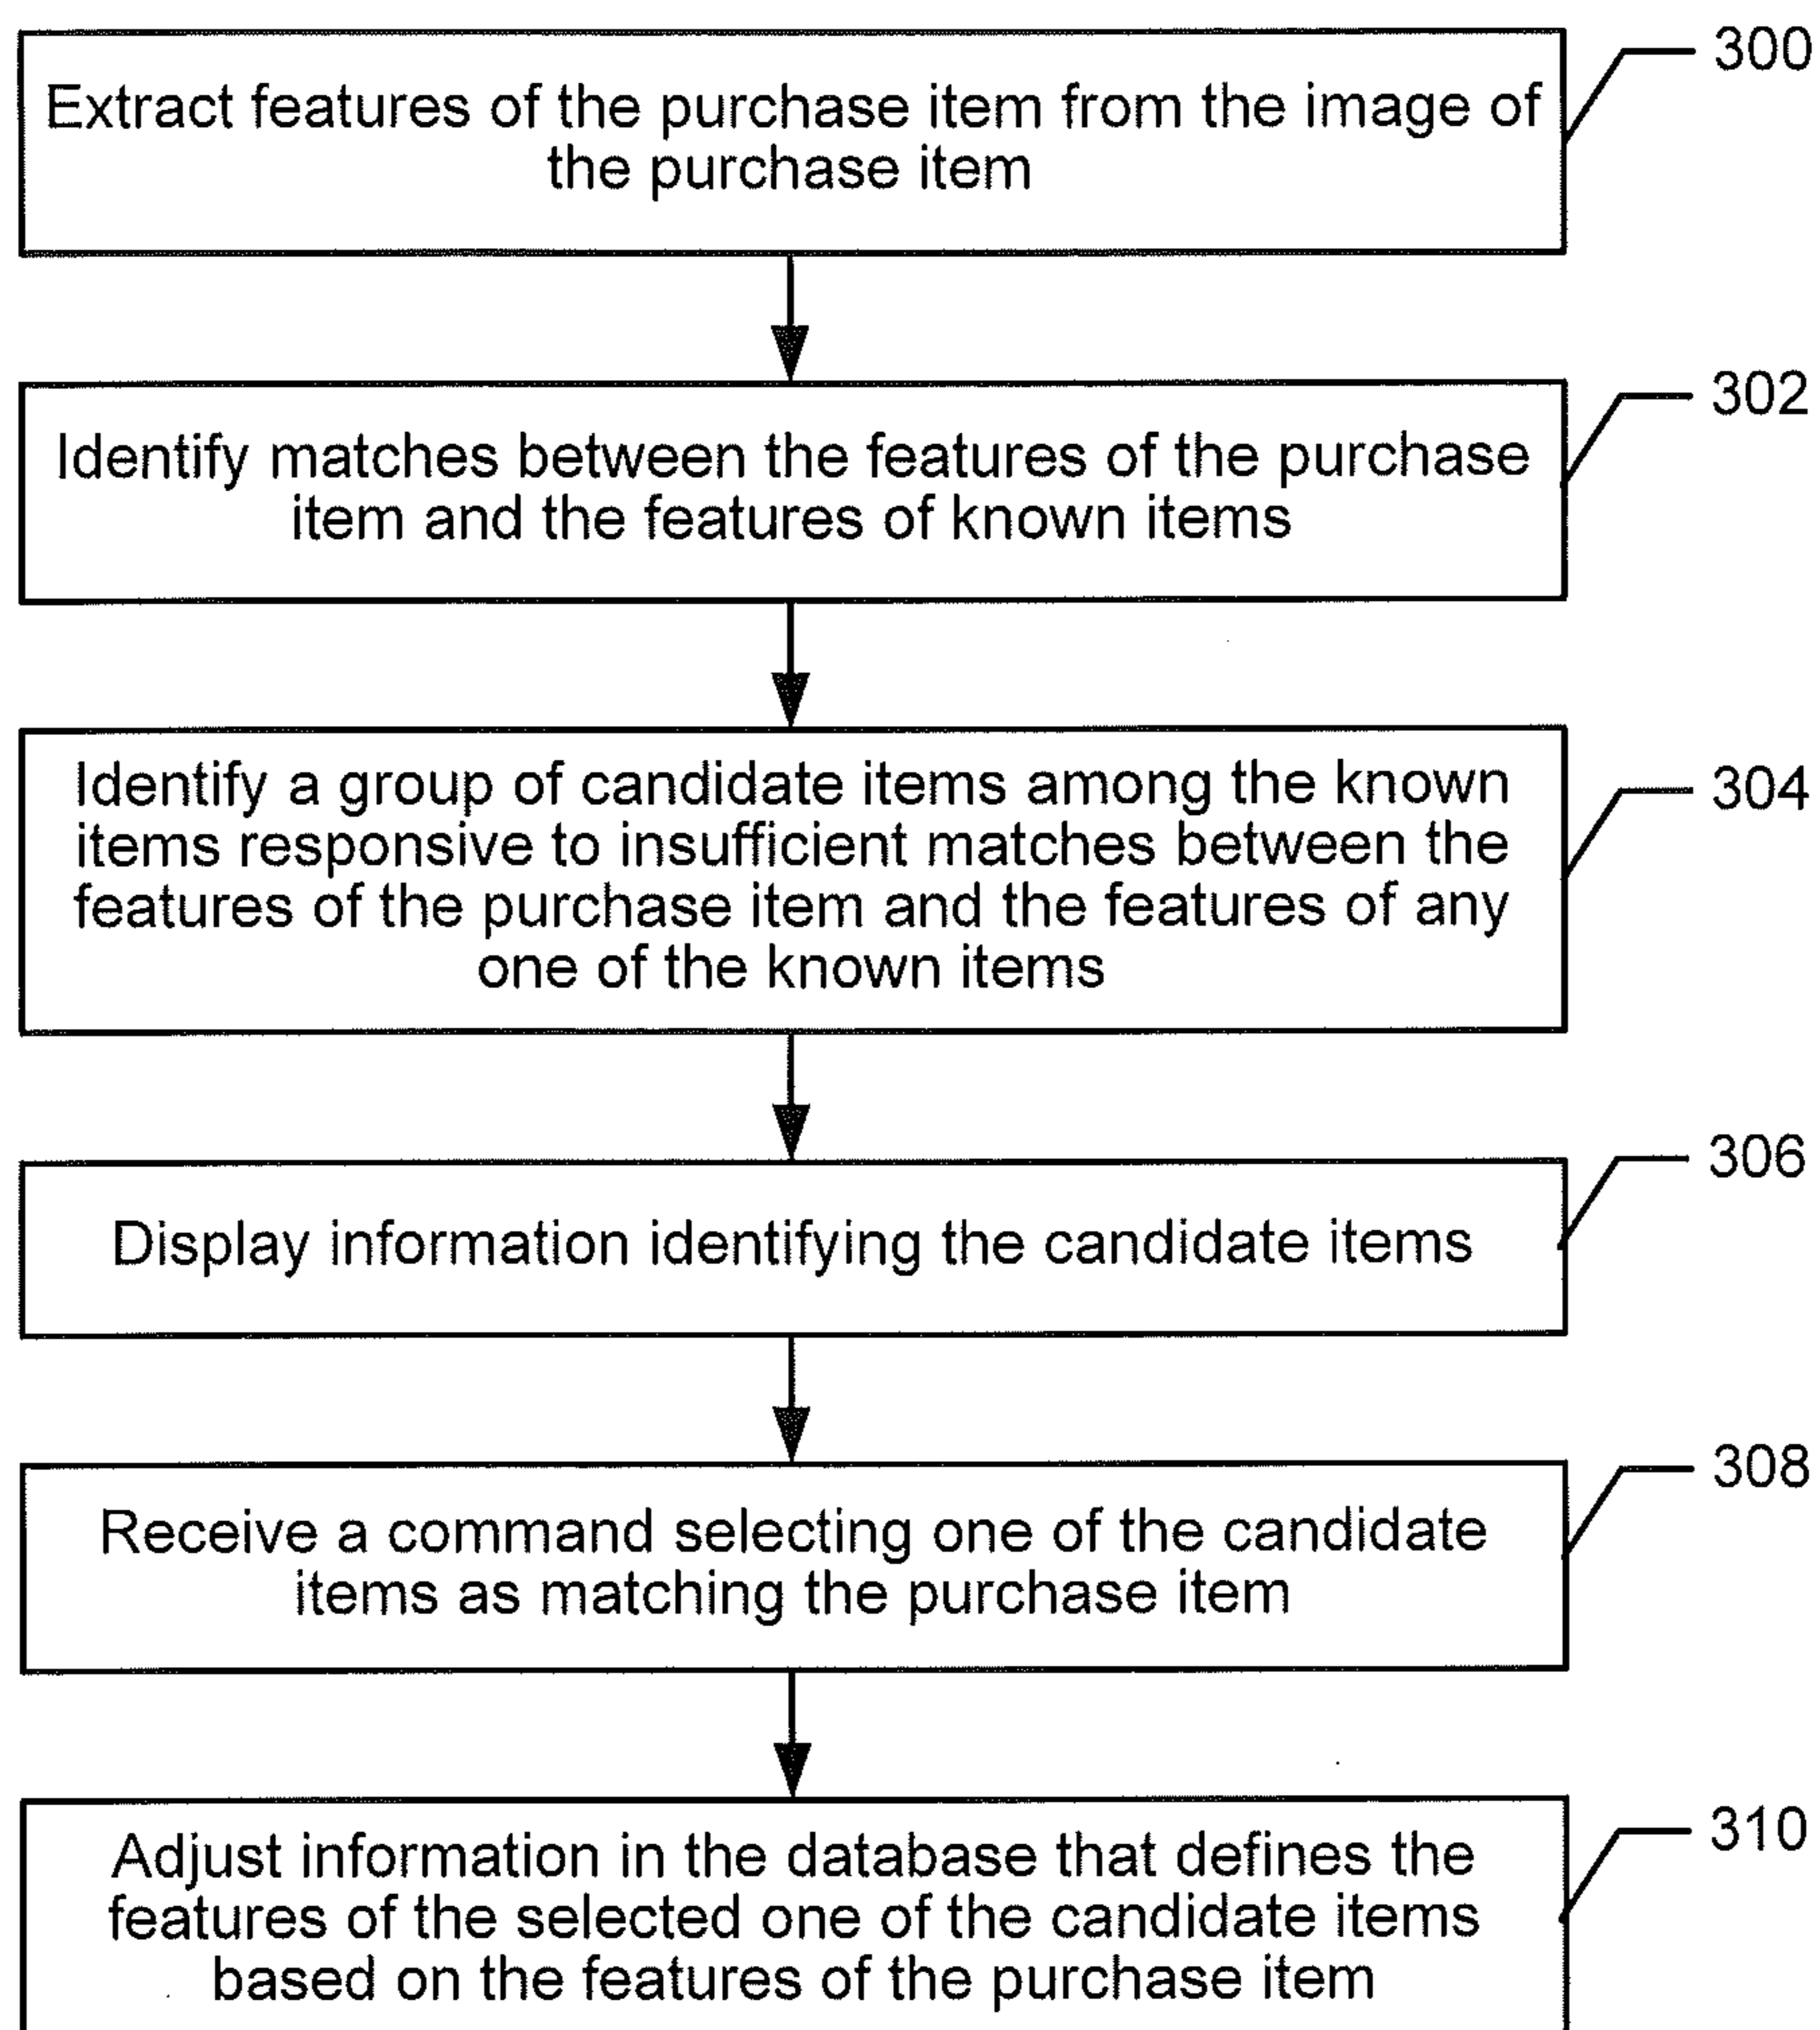 300
Extract features of the purchase item from the image of
the purchase item
302
Identify matches between the features of the purchase
item and the features of known items
304
Identify a group of candidate items among the known
items responsive to insufficient matches between the
features of the purchase item and the features of any
one of the known items
306
Display information identifying the candidate items
308
Receive a command selecting one of the candidate
items as matching the purchase item
310
Adjust information in the database that defines the
features of the selected one of the candidate items
based on the features of the purchase item